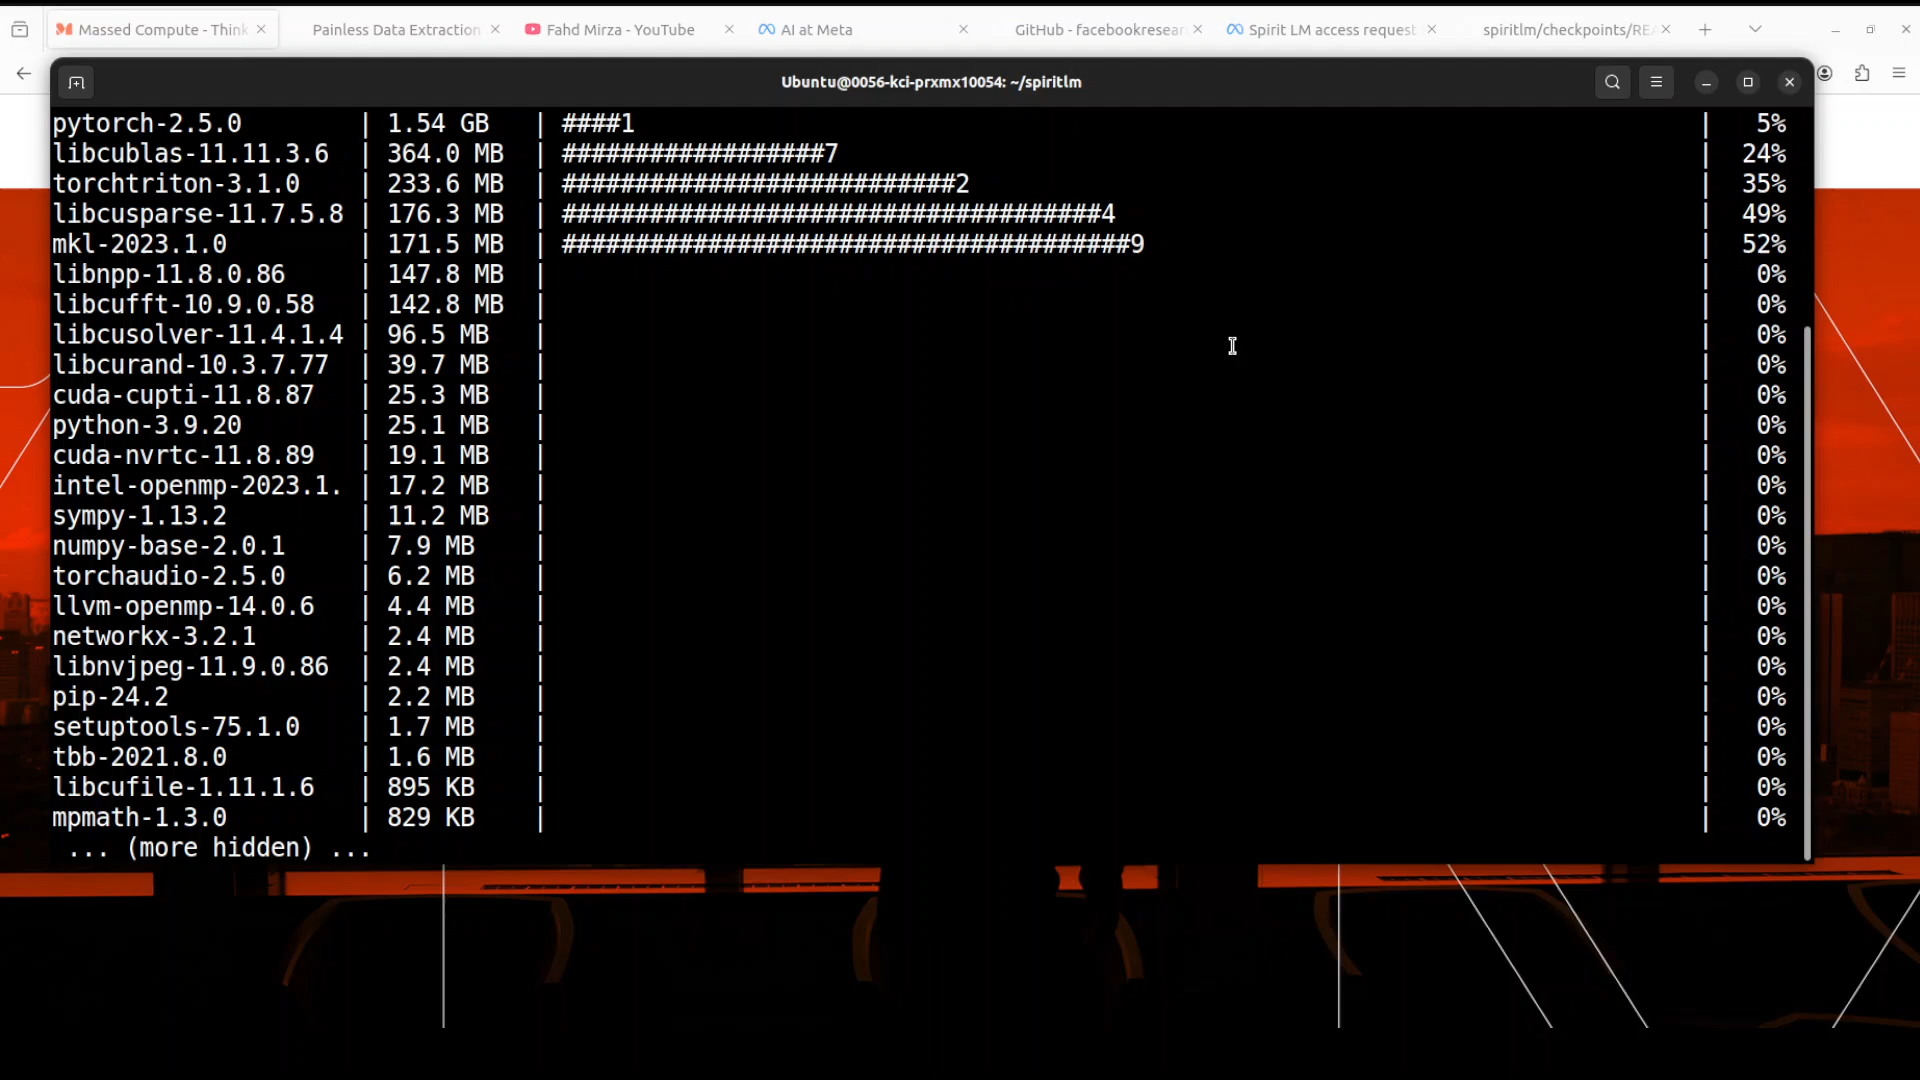 Massed Compute - Think
Painless Data Extraction
Fahd Mirza - YouTube
AI at Meta
GitHub - facebookresear
Spirit LM access request
spiritlm/checkpoints/REA
Ubuntu@0056-kci-prxmx10054: ~/spiritlm
pytorch-2.5.0 | 1.54 GB | ####1 | 5%
libcublas-11.11.3.6 | 364.0 MB | ##################7 | 24%
torchtriton-3.1.0 | 233.6 MB | ###########################2 | 35%
libcusparse-11.7.5.8 | 176.3 MB | #####################################4 | 49%
mkl-2023.1.0 | 171.5 MB | #######################################9 | 52%
libnpp-11.8.0.86 | 147.8 MB | | 0%
libcufft-10.9.0.58 | 142.8 MB | | 0%
libcusolver-11.4.1.4 | 96.5 MB | | 0%
libcurand-10.3.7.77 | 39.7 MB | | 0%
cuda-cupti-11.8.87 | 25.3 MB | | 0%
python-3.9.20 | 25.1 MB | | 0%
cuda-nvrtc-11.8.89 | 19.1 MB | | 0%
intel-openmp-2023.1. | 17.2 MB | | 0%
sympy-1.13.2 | 11.2 MB | | 0%
numpy-base-2.0.1 | 7.9 MB | | 0%
torchaudio-2.5.0 | 6.2 MB | | 0%
llvm-openmp-14.0.6 | 4.4 MB | | 0%
networkx-3.2.1 | 2.4 MB | | 0%
libnvjpeg-11.9.0.86 | 2.4 MB | | 0%
pip-24.2 | 2.2 MB | | 0%
setuptools-75.1.0 | 1.7 MB | | 0%
tbb-2021.8.0 | 1.6 MB | | 0%
libcufile-1.11.1.6 | 895 KB | | 0%
mpmath-1.3.0 | 829 KB | | 0%
... (more hidden) ...